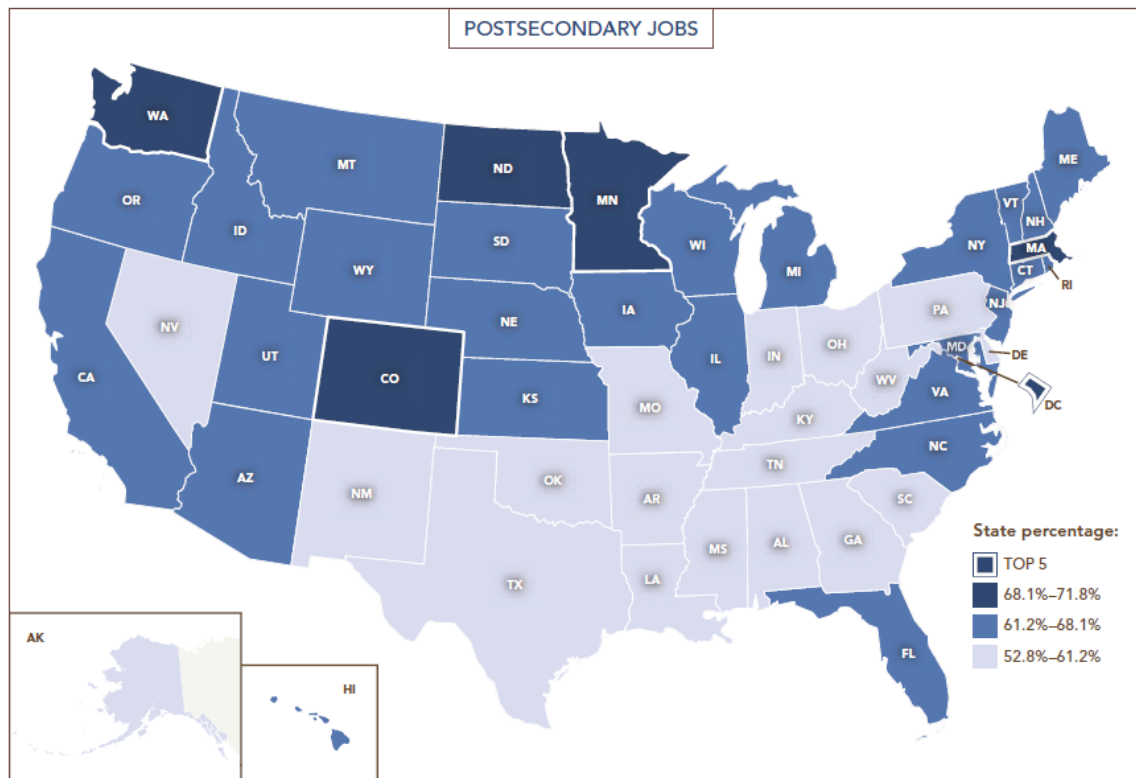 POSTSECONDARY JOBS
WA
MT
ND
MN
ME
OR
ID
SD
WI
MI
NY
VT
NH
MA
CT
RI
WY
NE
IA
IL
IN
OH
PA
NJ
NV
UT
CO
KS
MO
KY
WV
MD
DE
DC
VA
CA
AZ
NM
OK
AR
TN
NC
SC
TX
LA
MS
AL
GA
FL
State percentage:
TOP 5
68.1%–71.8%
61.2%–68.1%
52.8%–61.2%
AK
HI